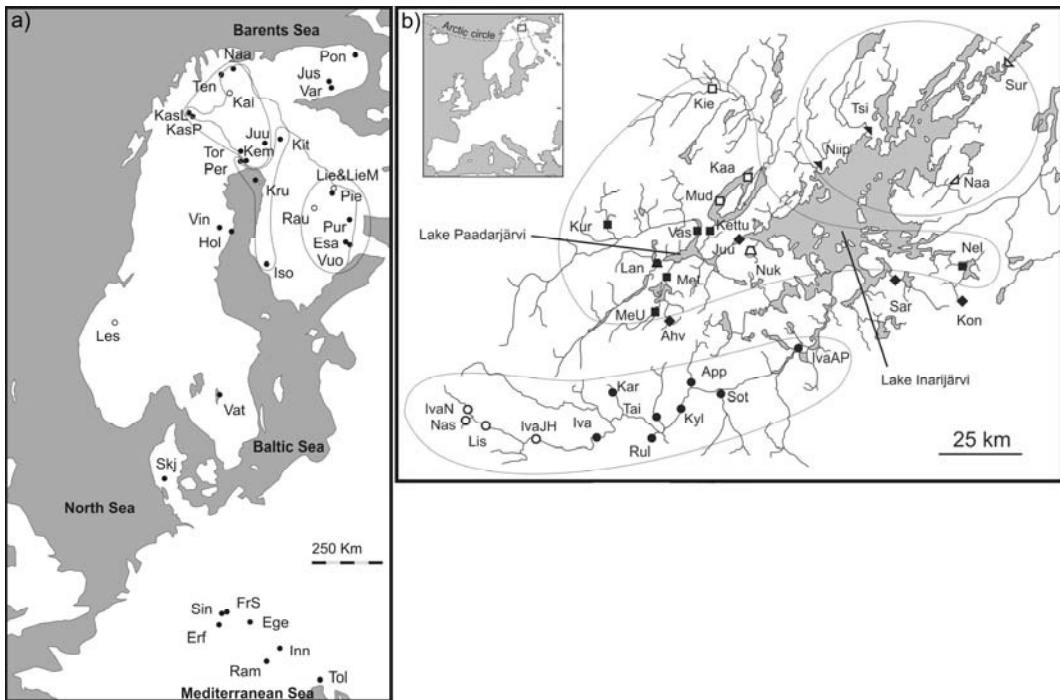 a)
Barents Sea
Naa
Pon
Ten
Jus
Var
Kai
KasL
KasP
Juu
Kit
Tor
Kem
Per
Lie&LieM
Kru
Pie
Rau
Vin
Pur
Hol
Esa
Vuo
Iso
Les
Vat
Baltic Sea
Skj
North Sea
250 Km
Sin
FrS
Erf
Ege
Inn
Ram
Tol
Mediterranean Sea
b)
Arctic circle
Kie
Tsi
Sur
Niip
Kaa
Naa
Mud
Kur
Vas
Kettu
Lake Paadarjärvi
Juu
Nel
Lan
Nuk
Mel
Sar
MeU
Kon
Ahv
IvaAP
Lake Inarijärvi
App
Kar
Sot
IvaN
Tai
Nas
Kyl
IvaJH
Iva
Lis
Rul
25 km